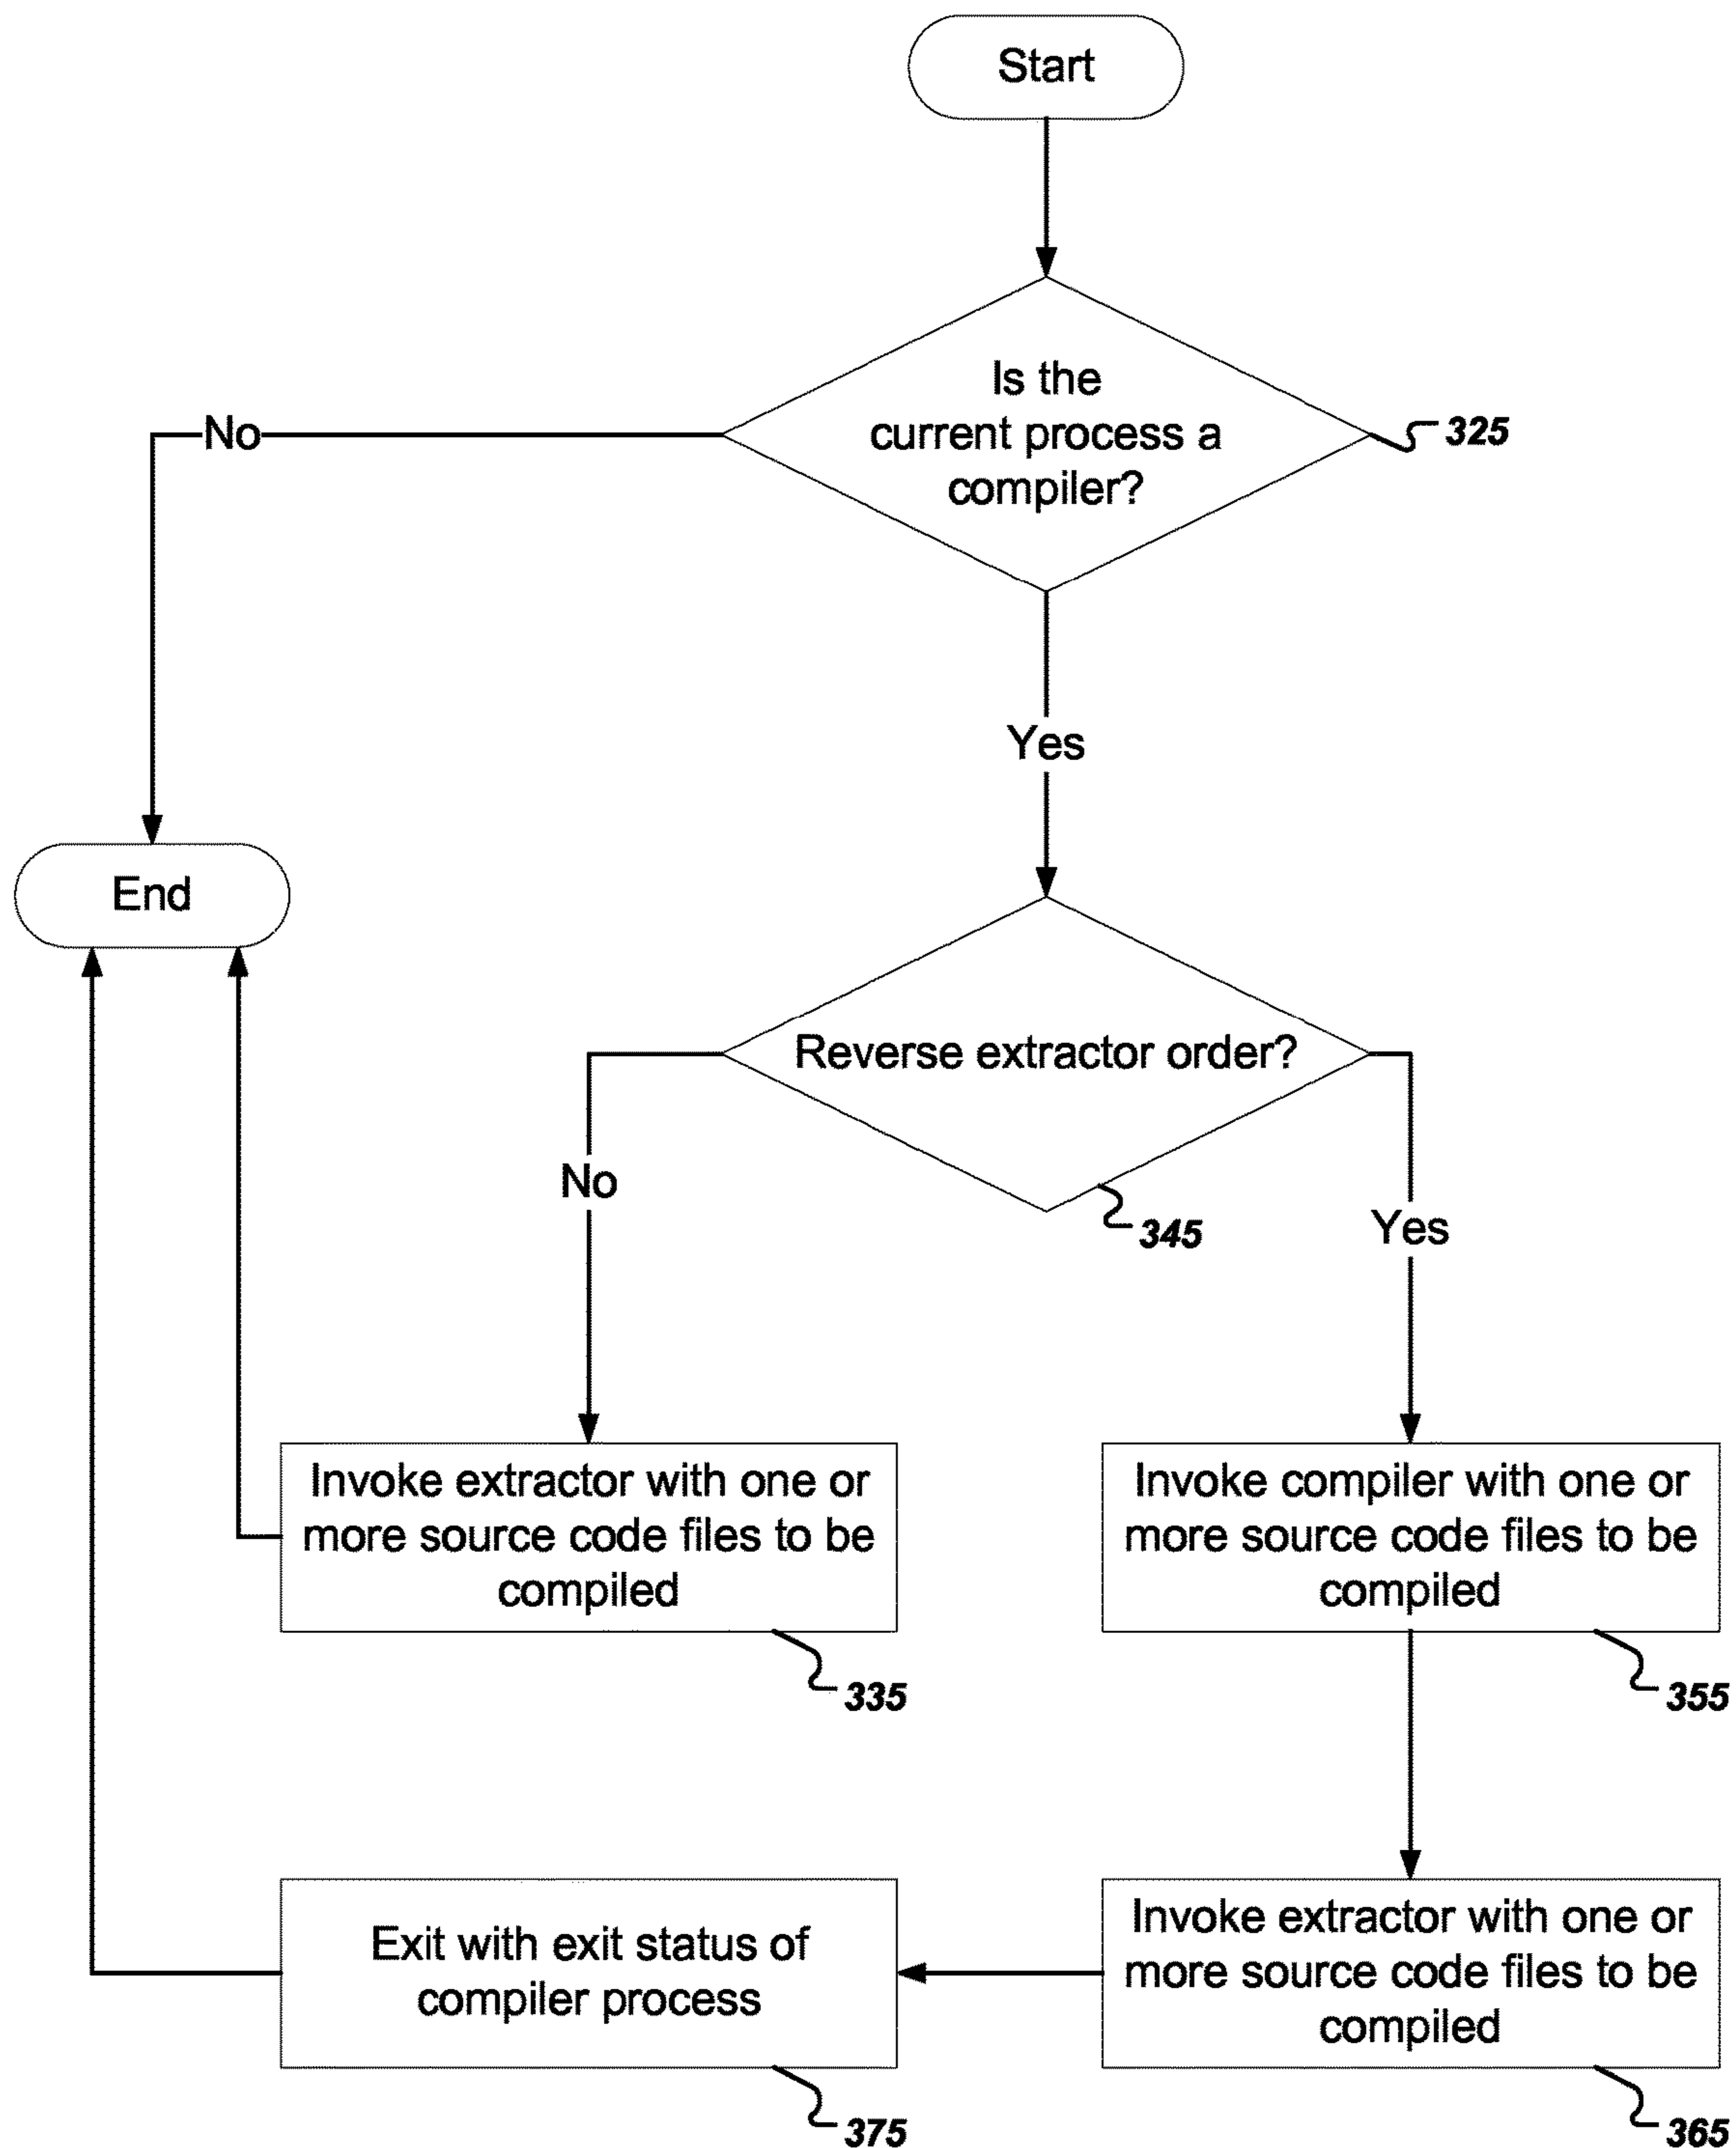 Start
Is the
current process a
compiler?
325
No
Yes
End
Reverse extractor order?
345
No
Yes
Invoke extractor with one or
more source code files to be
compiled
335
Invoke compiler with one or
more source code files to be
compiled
355
Exit with exit status of
compiler process
375
Invoke extractor with one or
more source code files to be
compiled
365